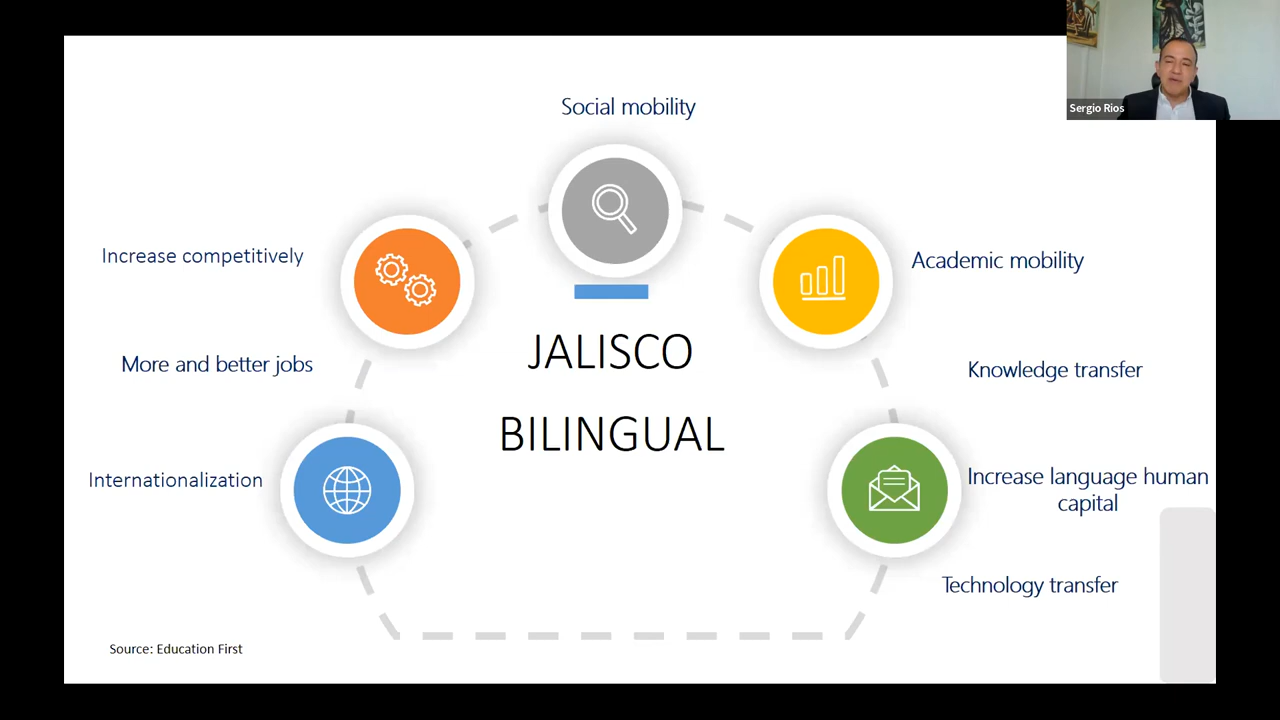 Social mobility
Sergio Rios
Increase competitively
Academic mobility
JALISCO
More and better jobs
Knowledge transfer
BILINGUAL
Internationalization
Increase language human
capital
Technology transfer
Source: Education First